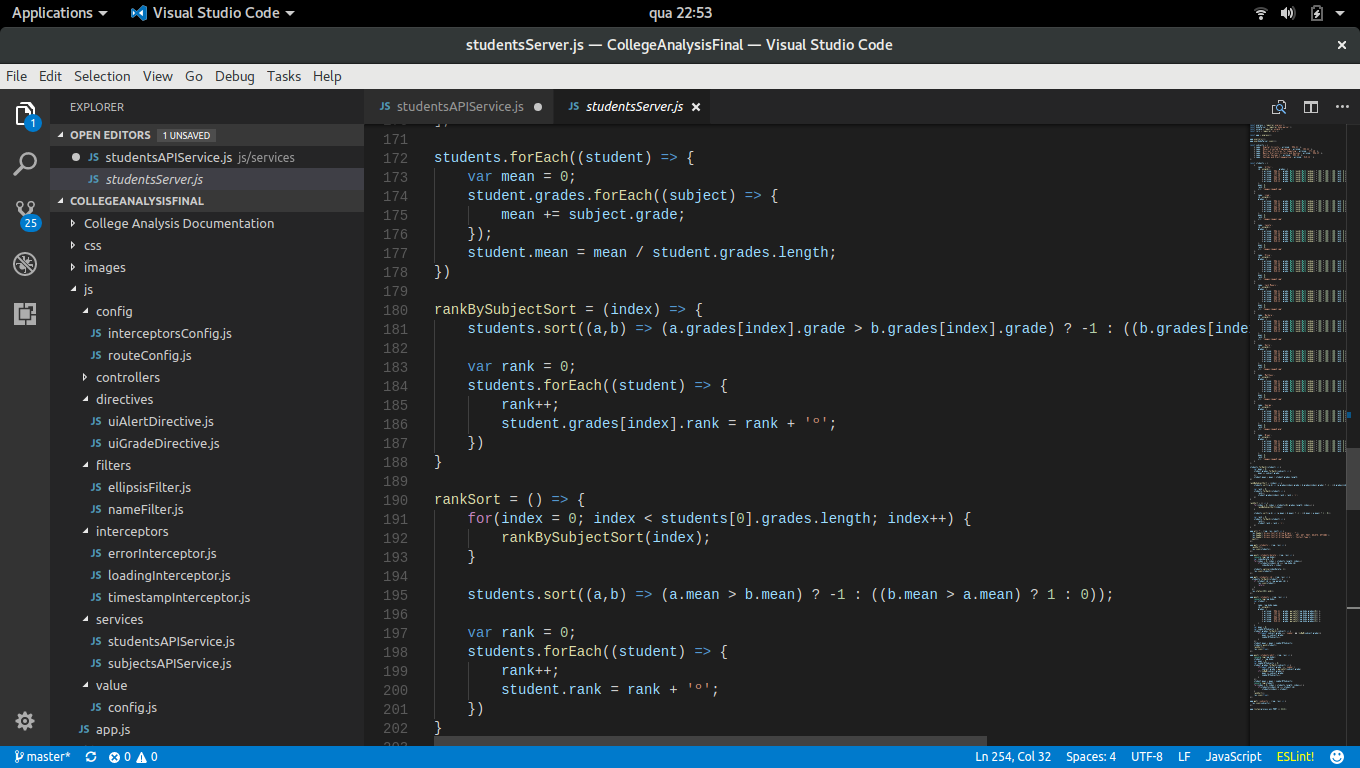 Applications Visual Studio Code qua 22:53
studentsServer.js — CollegeAnalysisFinal — Visual Studio Code
File Edit Selection View Go Debug Tasks Help
EXPLORER
OPEN EDITORS 1 UNSAVED
JS studentsAPIService.js js/services
JS studentsServer.js
COLLEGEANALYSISFINAL
College Analysis Documentation
css
images
js
config
JS interceptorsConfig.js
JS routeConfig.js
controllers
directives
JS uiAlertDirective.js
JS uiGradeDirective.js
filters
JS ellipsisFilter.js
JS nameFilter.js
interceptors
JS errorInterceptor.js
JS loadingInterceptor.js
JS timestampInterceptor.js
services
JS studentsAPIService.js
JS subjectsAPIService.js
value
JS config.js
JS app.js
1
25
JS studentsAPIService.js JS studentsServer.js
171
172 students.forEach((student) => {
173 var mean = 0;
174 student.grades.forEach((subject) => {
175 mean += subject.grade;
176 });
177 student.mean = mean / student.grades.length;
178 })
179
180 rankBySubjectSort = (index) => {
181 students.sort((a,b) => (a.grades[index].grade > b.grades[index].grade) ? -1 : ((b.grades[inde
182
183 var rank = 0;
184 students.forEach((student) => {
185 rank++;
186 student.grades[index].rank = rank + 'º';
187 })
188 }
189
190 rankSort = () => {
191 for(index = 0; index < students[0].grades.length; index++) {
192 rankBySubjectSort(index);
193 }
194
195 students.sort((a,b) => (a.mean > b.mean) ? -1 : ((b.mean > a.mean) ? 1 : 0));
196
197 var rank = 0;
198 students.forEach((student) => {
199 rank++;
200 student.rank = rank + 'º';
201 })
202 }
master* 0 0 Ln 254, Col 32 Spaces: 4 UTF-8 LF JavaScript ESLint!